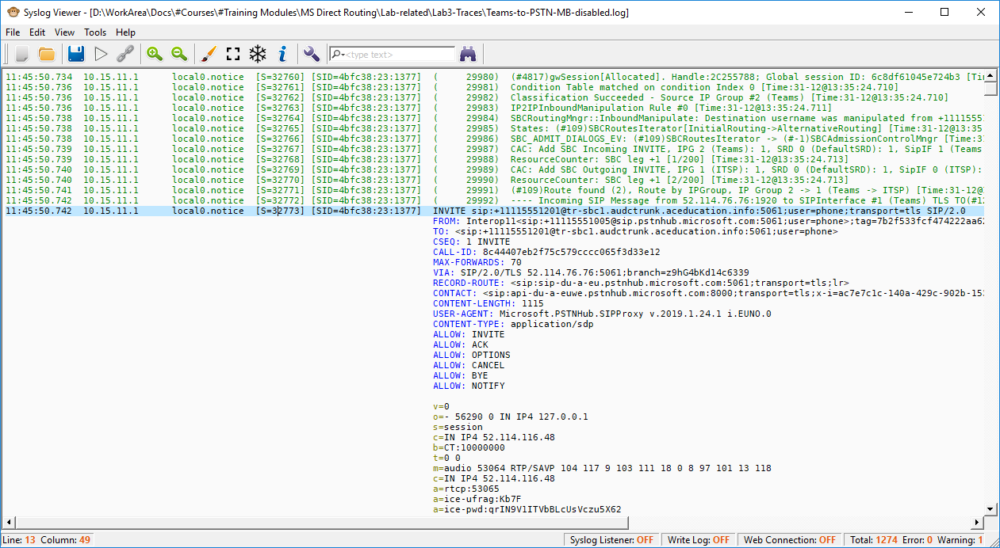 Syslog Viewer - [D:\WorkArea\Docs\#Courses\#Training Modules\MS Direct Routing\Lab-related\Lab3-Traces\Teams-to-PSTN-MB-disabled.log]
File Edit View Tools Help
<type text>
11:45:50.734 10.15.11.1 local0.notice [S=32760] [SID=4bfc38:23:1377] ( 29980) (#4817)gwSession[Allocated]. Handle:2C255788; Global session ID: 6c8df61045e724b3 [Tim
11:45:50.736 10.15.11.1 local0.notice [S=32761] [SID=4bfc38:23:1377] ( 29981) Condition Table matched on condition Index 0 [Time:31-12@13:35:24.710]
11:45:50.736 10.15.11.1 local0.notice [S=32762] [SID=4bfc38:23:1377] ( 29982) Classification Succeeded - Source IP Group #2 (Teams) [Time:31-12@13:35:24.710]
11:45:50.736 10.15.11.1 local0.notice [S=32763] [SID=4bfc38:23:1377] ( 29983) IP2IPInboundManipulation Rule #0 [Time:31-12@13:35:24.711]
11:45:50.738 10.15.11.1 local0.notice [S=32764] [SID=4bfc38:23:1377] ( 29984) SBCRoutingMngr::InboundManipulate: Destination username was manipulated from +1111555
11:45:50.738 10.15.11.1 local0.notice [S=32765] [SID=4bfc38:23:1377] ( 29985) States: (#109)SBCRoutesIterator[InitialRouting->AlternativeRouting] [Time:31-12@13:35
11:45:50.738 10.15.11.1 local0.notice [S=32766] [SID=4bfc38:23:1377] ( 29986) SBC_ADMIT_DIALOGS_EV: (#109)SBCRoutesIterator -> (#-1)SBCAdmissionControlMngr [Time:3
11:45:50.739 10.15.11.1 local0.notice [S=32767] [SID=4bfc38:23:1377] ( 29987) CAC: Add SBC Incoming INVITE, IPG 2 (Teams): 1, SRD 0 (DefaultSRD): 1, SipIF 1 (Teams
11:45:50.739 10.15.11.1 local0.notice [S=32768] [SID=4bfc38:23:1377] ( 29988) ResourceCounter: SBC leg +1 [1/200] [Time:31-12@13:35:24.713]
11:45:50.740 10.15.11.1 local0.notice [S=32769] [SID=4bfc38:23:1377] ( 29989) CAC: Add SBC Outgoing INVITE, IPG 1 (ITSP): 1, SRD 0 (DefaultSRD): 1, SipIF 0 (ITSP):
11:45:50.740 10.15.11.1 local0.notice [S=32770] [SID=4bfc38:23:1377] ( 29990) ResourceCounter: SBC leg +1 [2/200] [Time:31-12@13:35:24.713]
11:45:50.741 10.15.11.1 local0.notice [S=32771] [SID=4bfc38:23:1377] ( 29991) (#109)Route found (2), Route by IPGroup, IP Group 2 -> 1 (Teams -> ITSP) [Time:31-12@
11:45:50.742 10.15.11.1 local0.notice [S=32772] [SID=4bfc38:23:1377] ( 29992) ---- Incoming SIP Message from 52.114.76.76:1920 to SIPInterface #1 (Teams) TLS TO(#12
11:45:50.742 10.15.11.1 local0.notice [S=32773] [SID=4bfc38:23:1377] INVITE sip:+11115551201@tr-sbc1.audctrunk.aceducation.info:5061;user=phone;transport=tls SIP/2.0
FROM: Interop11<sip:+11115551005@sip.pstnhub.microsoft.com:5061;user=phone>;tag=7b2f533fcf474222aa62
TO: <sip:+11115551201@tr-sbc1.audctrunk.aceducation.info:5061;user=phone>
CSEQ: 1 INVITE
CALL-ID: 8c44407eb2f75c579cccc065f3d33e12
MAX-FORWARDS: 70
VIA: SIP/2.0/TLS 52.114.76.76:5061;branch=z9hG4bKd14c6339
RECORD-ROUTE: <sip:sip-du-a-eu.pstnhub.microsoft.com:5061;transport=tls;lr>
CONTACT: <sip:api-du-a-euwe.pstnhub.microsoft.com:8000;transport=tls;x-i=ac7e7c1c-140a-429c-902b-153
CONTENT-LENGTH: 1115
USER-AGENT: Microsoft.PSTNHub.SIPProxy v.2019.1.24.1 i.EUNO.0
CONTENT-TYPE: application/sdp
ALLOW: INVITE
ALLOW: ACK
ALLOW: OPTIONS
ALLOW: CANCEL
ALLOW: BYE
ALLOW: NOTIFY
v=0
o=- 56290 0 IN IP4 127.0.0.1
s=session
c=IN IP4 52.114.116.48
b=CT:10000000
t=0 0
m=audio 53064 RTP/SAVP 104 117 9 103 111 18 0 8 97 101 13 118
c=IN IP4 52.114.116.48
a=rtcp:53065
a=ice-ufrag:Kb7F
a=ice-pwd:qrIN9V1ITVbBLcUsVczu5X62
Line: 13 Column: 49 Syslog Listener: OFF Write Log: OFF Web Connection: OFF Total: 1274 Error: 0 Warning: 1